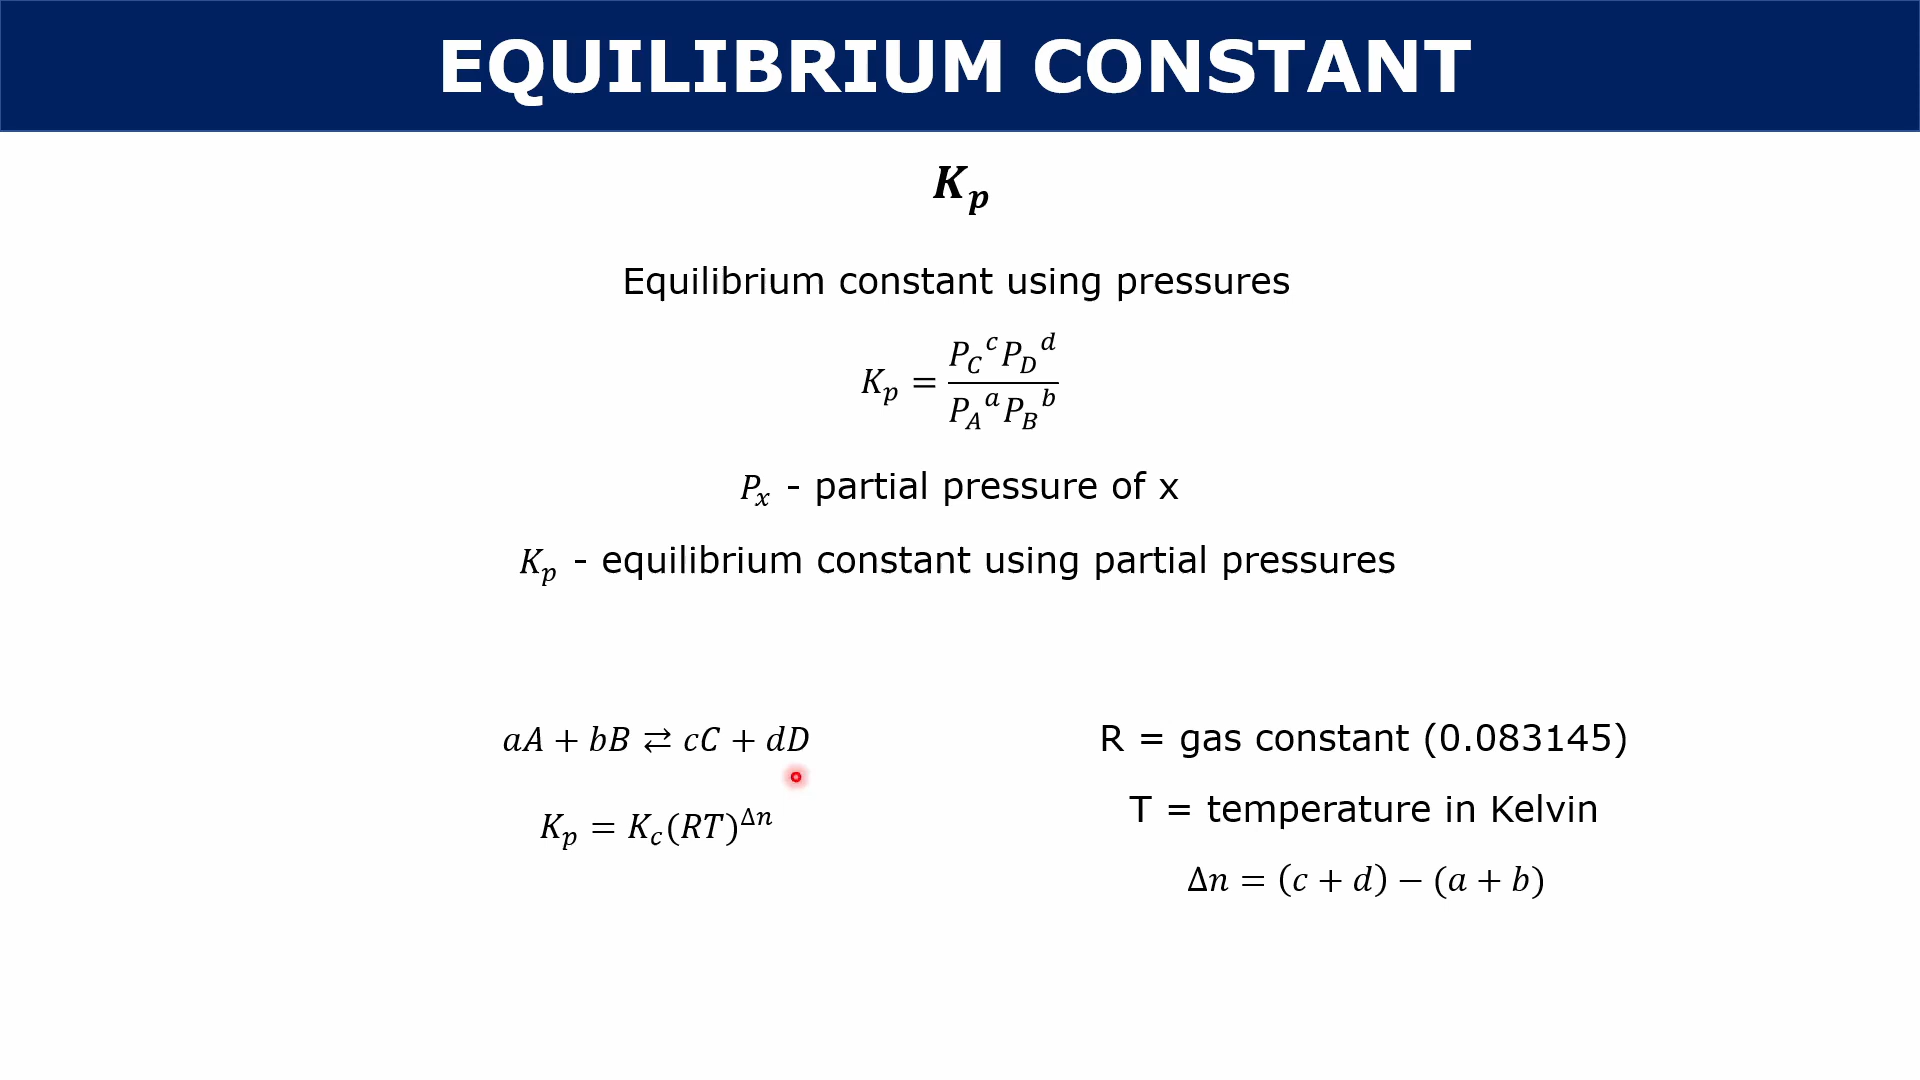 EQUILIBRIUM CONSTANT
K_p
Equilibrium constant using pressures
K_p = \frac{P_C^c P_D^d}{P_A^a P_B^b}
P_x - partial pressure of x
K_p - equilibrium constant using partial pressures
aA + bB ⇄ cC + dD
K_p = K_c(RT)^{Δn}
R = gas constant (0.083145)
T = temperature in Kelvin
Δn = (c + d) − (a + b)